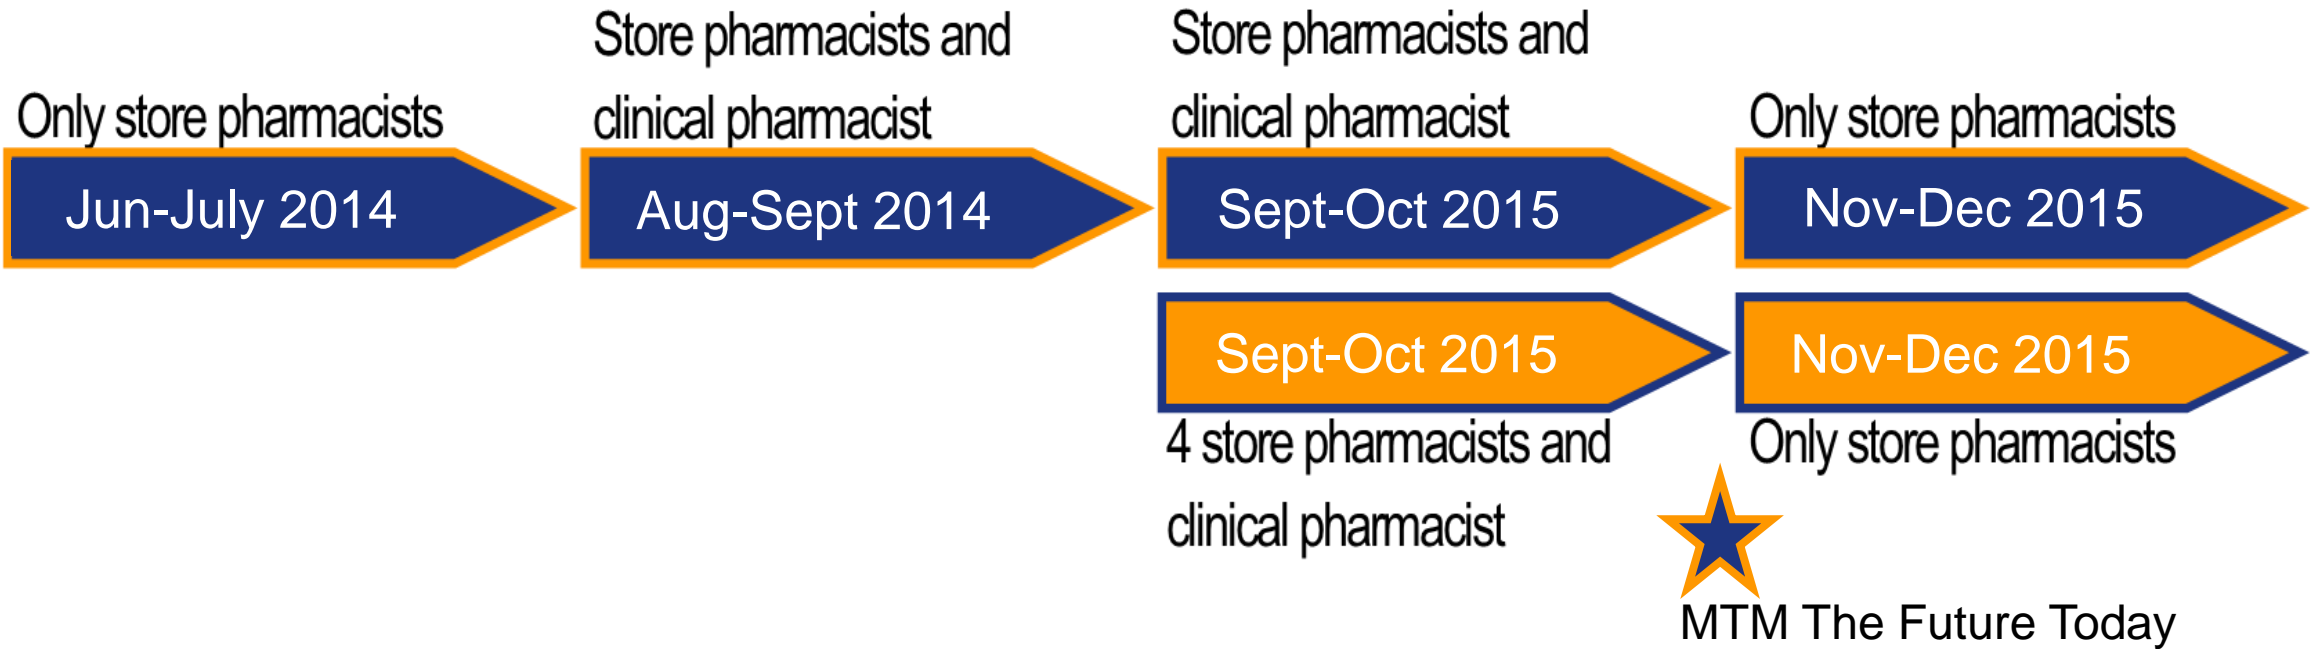 Only store pharmacists
Jun-July 2014
Store pharmacists and
clinical pharmacist
Aug-Sept 2014
Store pharmacists and
clinical pharmacist
Sept-Oct 2015
Only store pharmacists
Nov-Dec 2015
Sept-Oct 2015
4 store pharmacists and
clinical pharmacist
Nov-Dec 2015
Only store pharmacists
MTM The Future Today